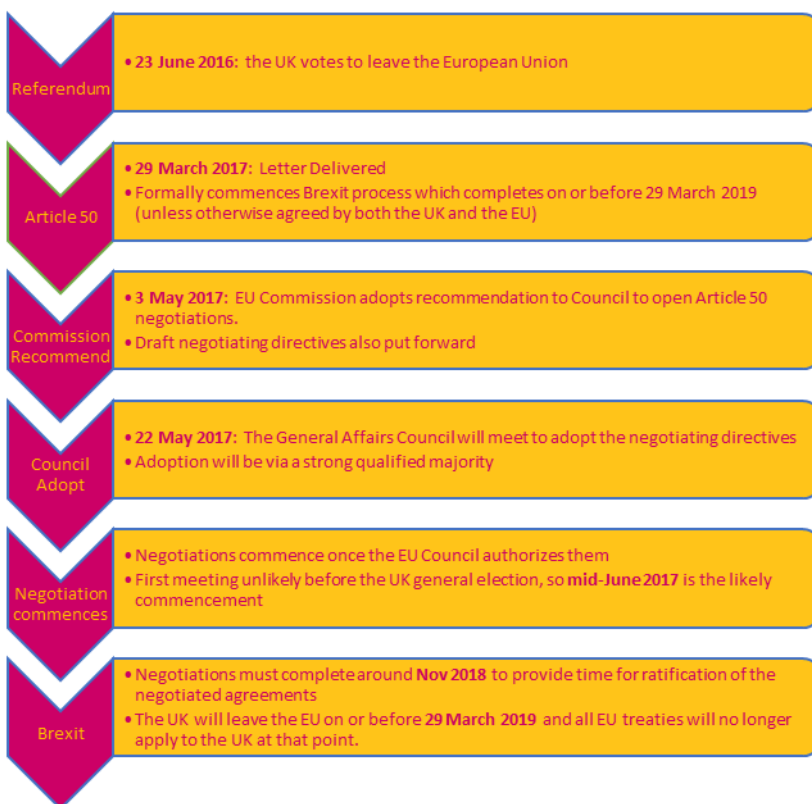 Referendum
• 23 June 2016: the UK votes to leave the European Union
Article 50
• 29 March 2017: Letter Delivered
• Formally commences Brexit process which completes on or before 29 March 2019
(unless otherwise agreed by both the UK and the EU)
Commission
Recommend
• 3 May 2017: EU Commission adopts recommendation to Council to open Article 50
negotiations.
• Draft negotiating directives also put forward
Council
Adopt
• 22 May 2017: The General Affairs Council will meet to adopt the negotiating directives
• Adoption will be via a strong qualified majority
Negotiation
commences
• Negotiations commence once the EU Council authorizes them
• First meeting unlikely before the UK general election, so mid-June 2017 is the likely
commencement
Brexit
• Negotiations must complete around Nov 2018 to provide time for ratification of the
negotiated agreements
• The UK will leave the EU on or before 29 March 2019 and all EU treaties will no longer
apply to the UK at that point.